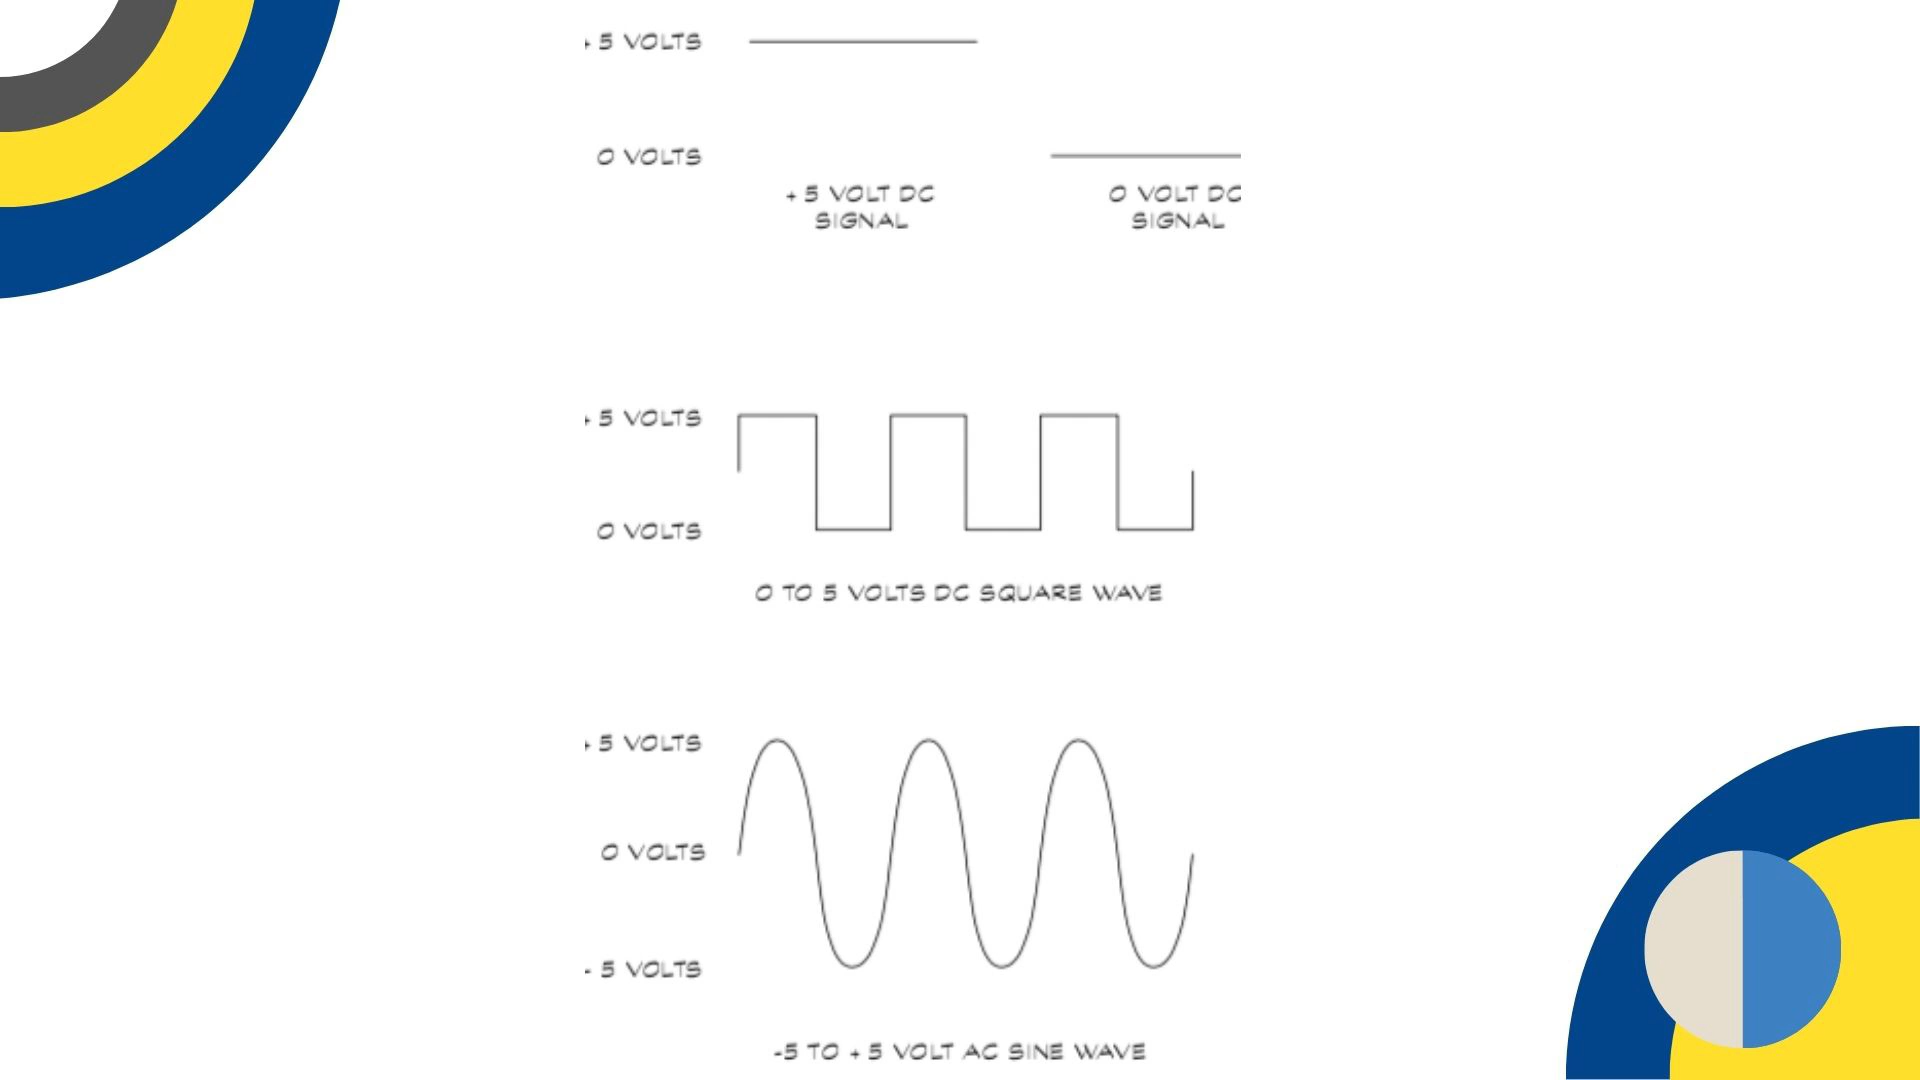 + 5 VOLTS
0 VOLTS
+ 5 VOLT DC
SIGNAL
0 VOLT DC
SIGNAL
+ 5 VOLTS
0 VOLTS
0 TO 5 VOLTS DC SQUARE WAVE
+ 5 VOLTS
0 VOLTS
- 5 VOLTS
-5 TO + 5 VOLT AC SINE WAVE